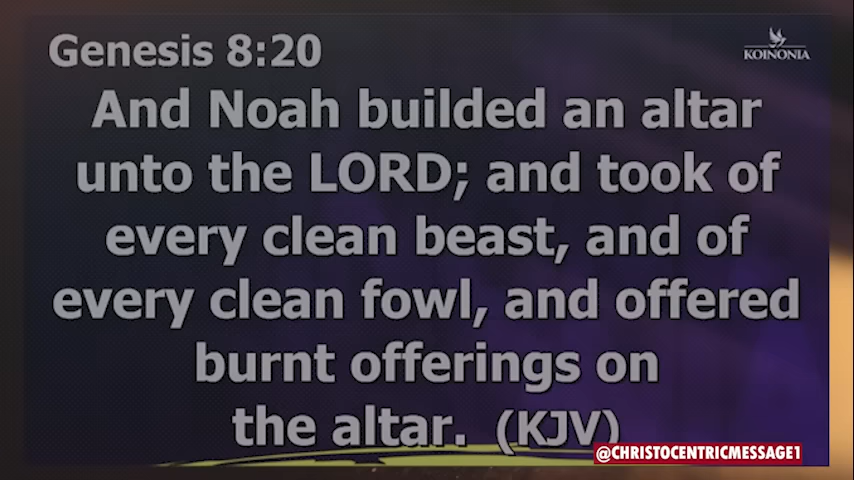 Genesis 8:20
KOINONIA
And Noah builded an altar
unto the LORD; and took of
every clean beast, and of
every clean fowl, and offered
burnt offerings on
the altar. (KJV)
@CHRISTOCENTRICMESSAGE1